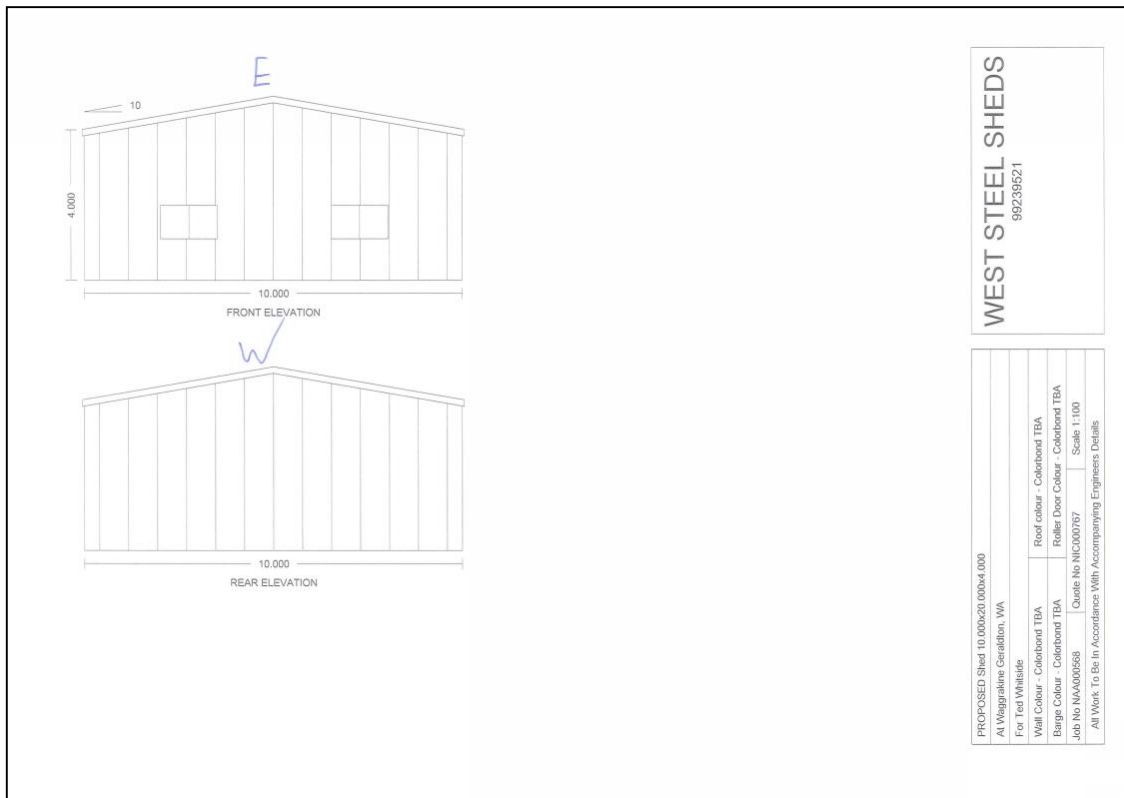 E
10
4.000
10.000
FRONT ELEVATION
W
10.000
REAR ELEVATION
WEST STEEL SHEDS
99239521
PROPOSED Shed 10.000x20.000x4.000
At Waggrakine Geraldton, WA
For Ted Whitside
Wall Colour - Colorbond TBA Roof colour - Colorbond TBA
Barge Colour - Colorbond TBA Roller Door Colour - Colorbond TBA
Job No NAA000568 Quote No NIC000767 Scale 1:100
All Work To Be In Accordance With Accompanying Engineers Details